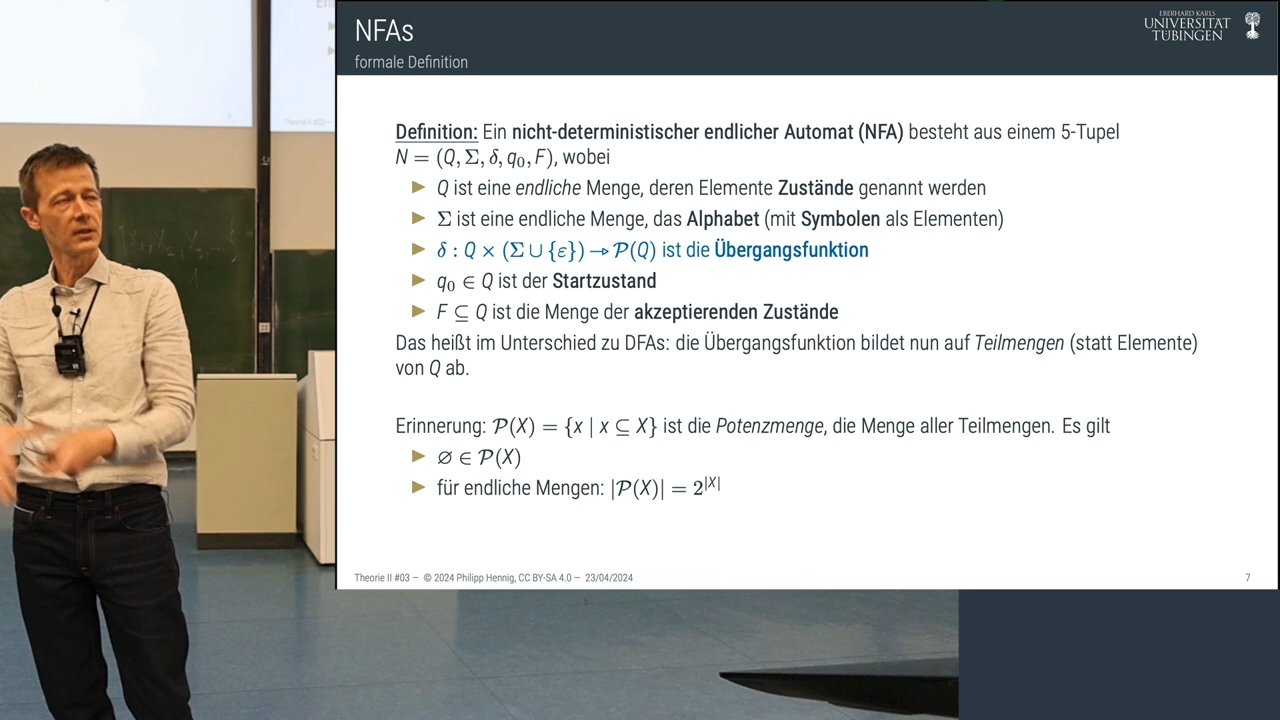 NFAs
formale Definition
EBERHARD KARLS
UNIVERSITÄT
TÜBINGEN
Definition: Ein nicht-deterministischer endlicher Automat (NFA) besteht aus einem 5-Tupel
N = (Q, Σ, δ, q₀, F), wobei
▶ Q ist eine endliche Menge, deren Elemente Zustände genannt werden
▶ Σ ist eine endliche Menge, das Alphabet (mit Symbolen als Elementen)
▶ δ : Q × (Σ ∪ {ε}) → 𝒫(Q) ist die Übergangsfunktion
▶ q₀ ∈ Q ist der Startzustand
▶ F ⊆ Q ist die Menge der akzeptierenden Zustände
Das heißt im Unterschied zu DFAs: die Übergangsfunktion bildet nun auf Teilmengen (statt Elemente)
von Q ab.
Erinnerung: 𝒫(X) = {x | x ⊆ X} ist die Potenzmenge, die Menge aller Teilmengen. Es gilt
▶ ∅ ∈ 𝒫(X)
▶ für endliche Mengen: |𝒫(X)| = 2^|X|
Theorie II #03 — © 2024 Philipp Hennig, CC BY-SA 4.0 — 23/04/2024
7